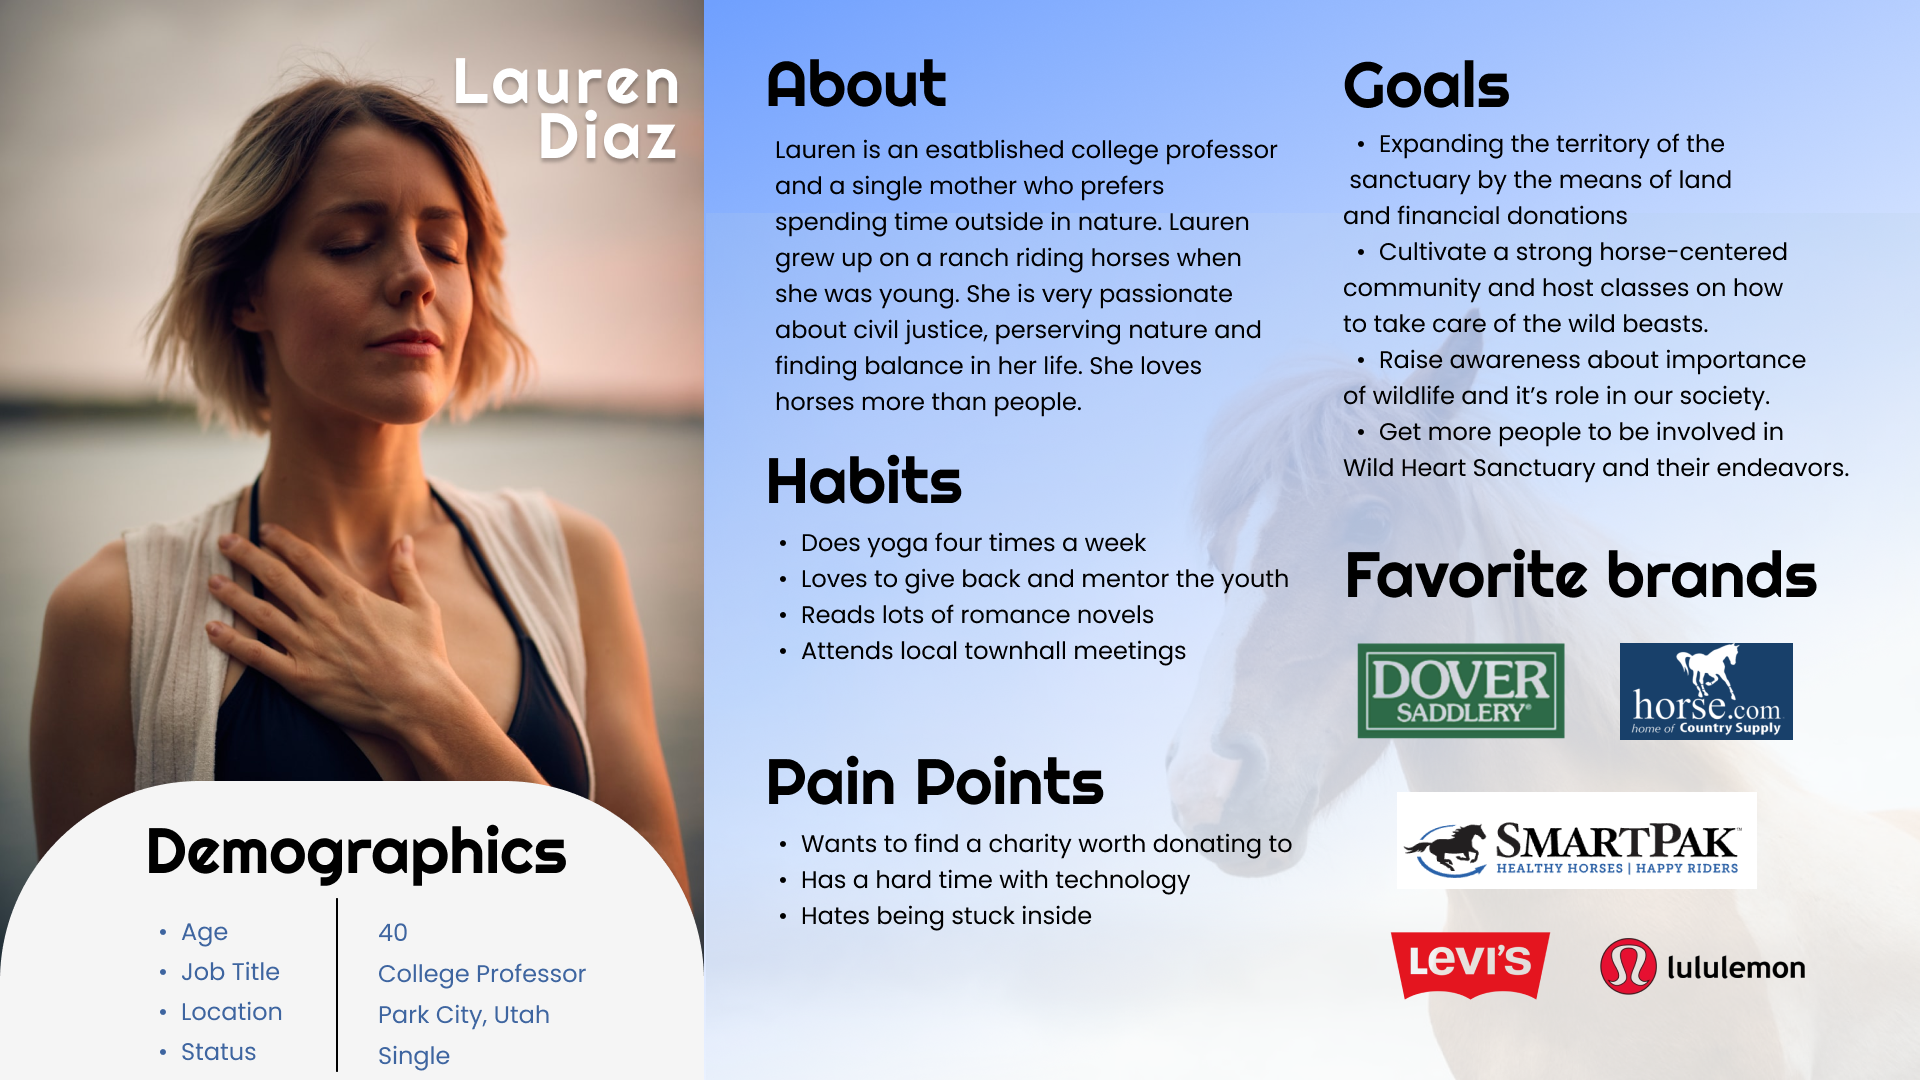 Lauren
Diaz
Demographics
• Age
• Job Title
• Location
• Status
40
College Professor
Park City, Utah
Single
About
Lauren is an esatblished college professor
and a single mother who prefers
spending time outside in nature. Lauren
grew up on a ranch riding horses when
she was young. She is very passionate
about civil justice, perserving nature and
finding balance in her life. She loves
horses more than people.
Habits
• Does yoga four times a week
• Loves to give back and mentor the youth
• Reads lots of romance novels
• Attends local townhall meetings
Pain Points
• Wants to find a charity worth donating to
• Has a hard time with technology
• Hates being stuck inside
Goals
• Expanding the territory of the
sanctuary by the means of land
and financial donations
• Cultivate a strong horse-centered
community and host classes on how
to take care of the wild beasts.
• Raise awareness about importance
of wildlife and it’s role in our society.
• Get more people to be involved in
Wild Heart Sanctuary and their endeavors.
Favorite brands
DOVER
SADDLERY®
horse.com
home of Country Supply
SMARTPAK™
HEALTHY HORSES | HAPPY RIDERS
LEVI'S
lululemon